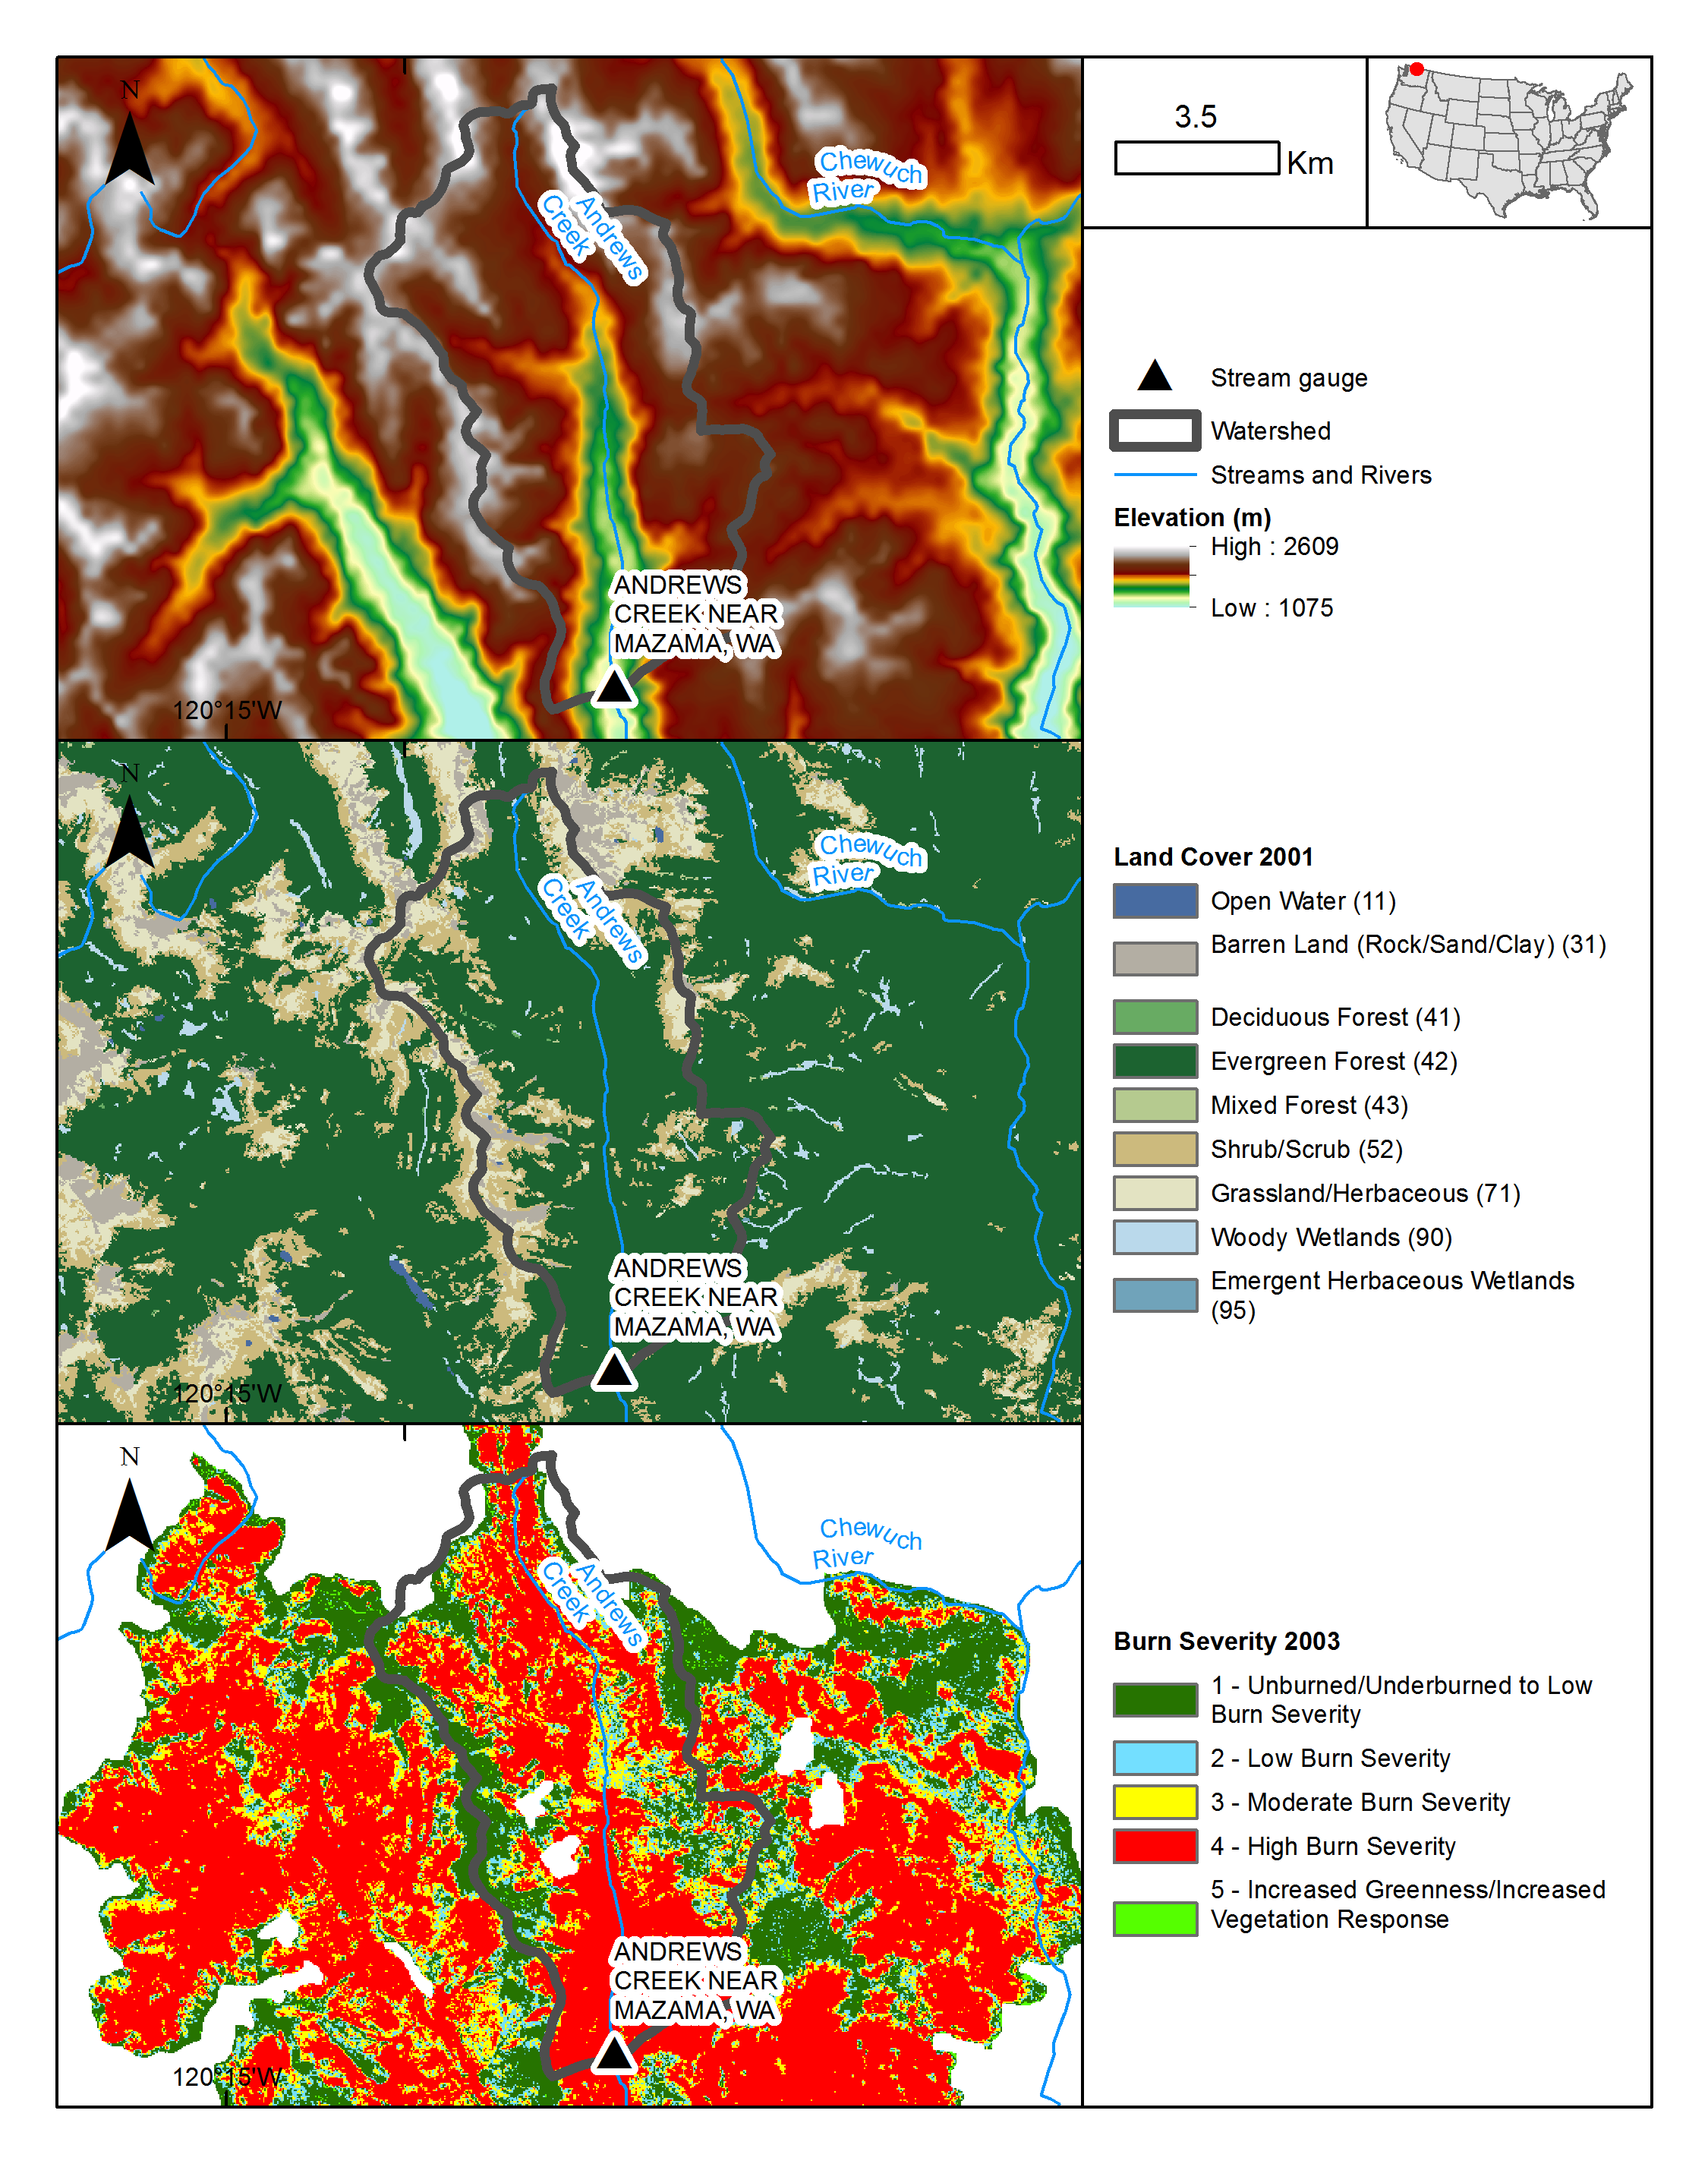 N
Chewuch
River
Andrews
Creek
ANDREWS
CREEK NEAR
MAZAMA, WA
120°15'W
3.5
Km
Stream gauge
Watershed
Streams and Rivers
Elevation (m)
High : 2609
Low : 1075
N
Chewuch
River
Andrews
Creek
ANDREWS
CREEK NEAR
MAZAMA, WA
120°15'W
Land Cover 2001
Open Water (11)
Barren Land (Rock/Sand/Clay) (31)
Deciduous Forest (41)
Evergreen Forest (42)
Mixed Forest (43)
Shrub/Scrub (52)
Grassland/Herbaceous (71)
Woody Wetlands (90)
Emergent Herbaceous Wetlands
(95)
N
Chewuch
River
Andrews
Creek
ANDREWS
CREEK NEAR
MAZAMA, WA
120°15'W
Burn Severity 2003
1 - Unburned/Underburned to Low
Burn Severity
2 - Low Burn Severity
3 - Moderate Burn Severity
4 - High Burn Severity
5 - Increased Greenness/Increased
Vegetation Response